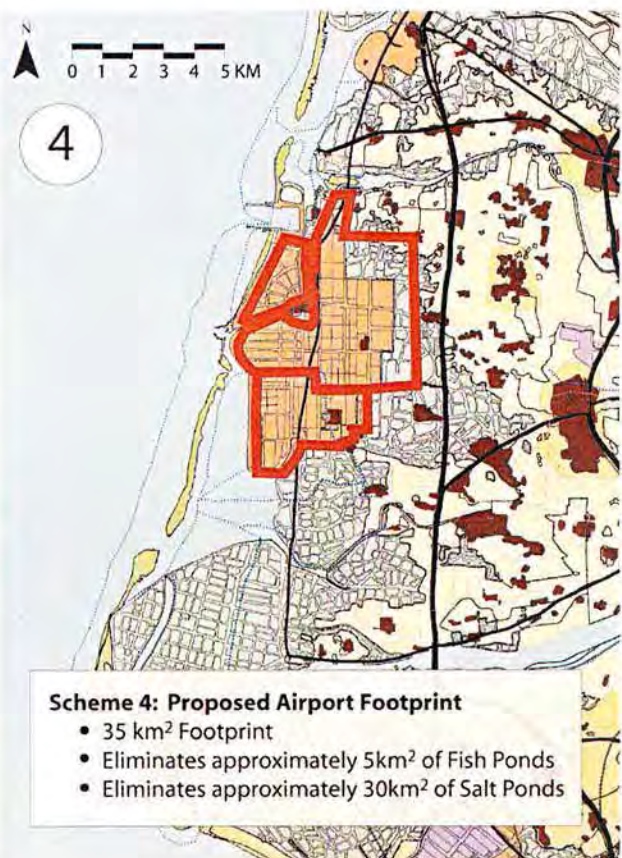 N
0 1 2 3 4 5 KM
4
Scheme 4: Proposed Airport Footprint
• 35 km² Footprint
• Eliminates approximately 5km² of Fish Ponds
• Eliminates approximately 30km² of Salt Ponds